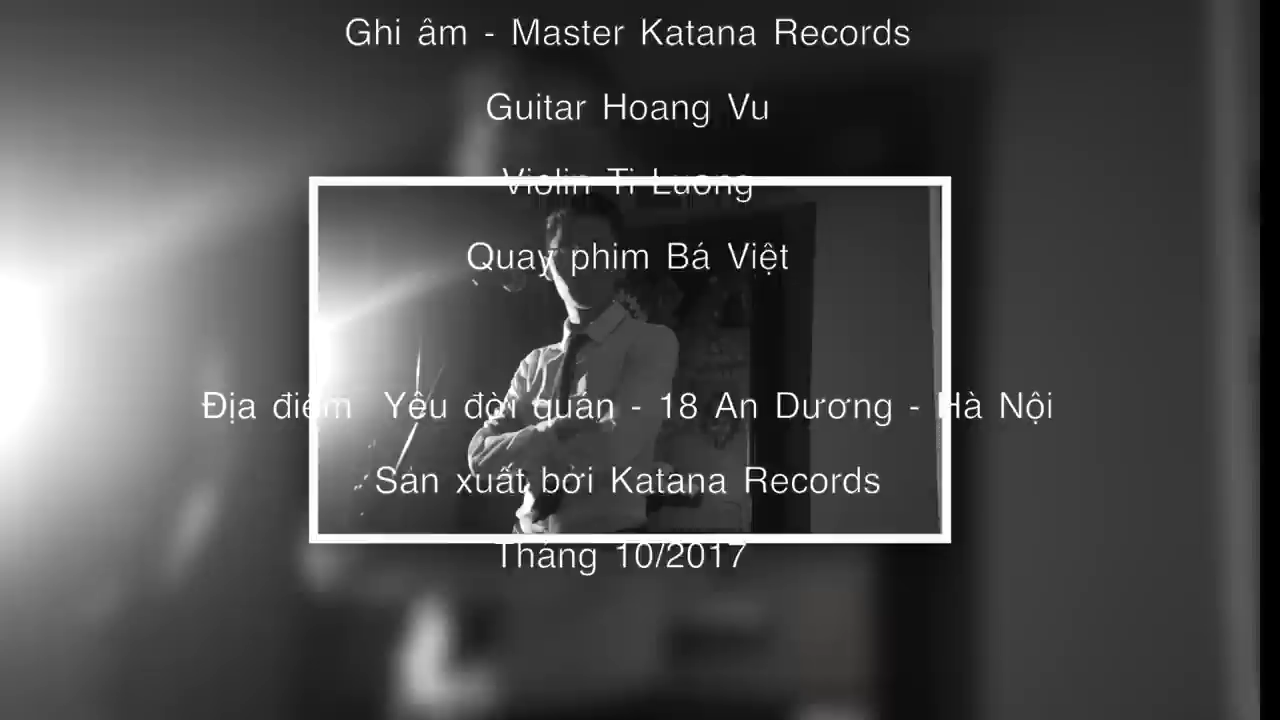 Ghi âm - Master Katana Records
Guitar Hoang Vu
Violin Ti Luong
Quay phim Bá Việt
Địa điểm Yêu đời quán - 18 An Dương - Hà Nội
Sản xuất bởi Katana Records
Tháng 10/2017